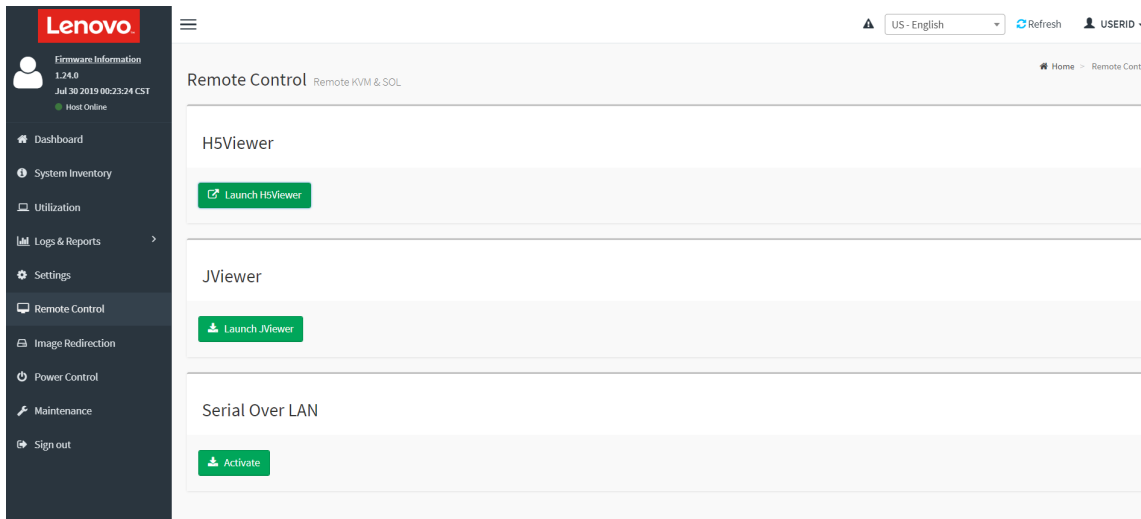 Lenovo
US - English
Refresh
USERID
Firmware Information
1.24.0
Jul 30 2019 00:23:24 CST
Host Online
Home > Remote Cont
Remote Control Remote KVM & SOL
Dashboard
System Inventory
Utilization
Logs & Reports
Settings
Remote Control
Image Redirection
Power Control
Maintenance
Sign out
H5Viewer
Launch H5Viewer
JViewer
Launch JViewer
Serial Over LAN
Activate